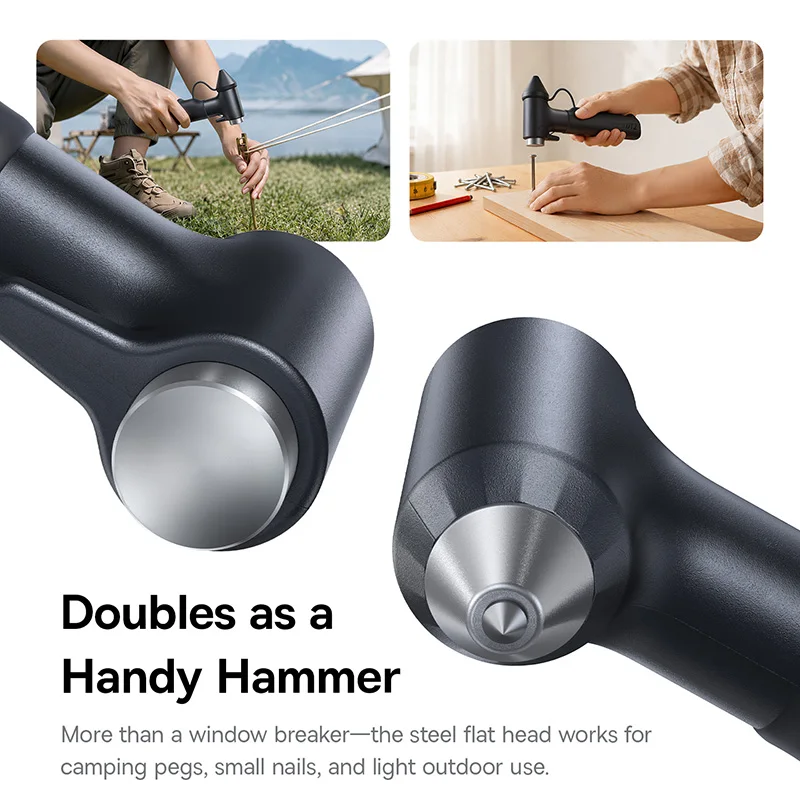 Doubles as a
Handy Hammer
More than a window breaker—the steel flat head works for
camping pegs, small nails, and light outdoor use.